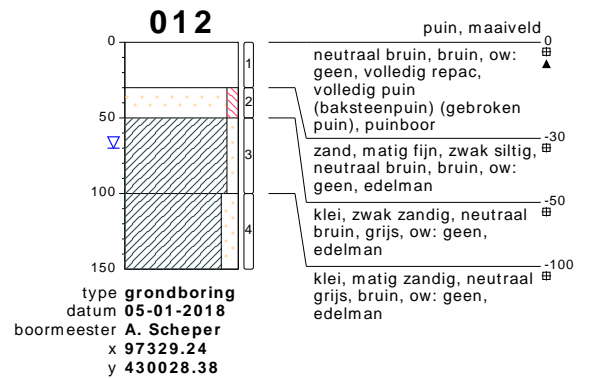 012
puin, maaiveld
0
0
neutraal bruin, bruin, ow:
geen, volledig repac,
volledig puin
(baksteenpuin) (gebroken
puin), puinboor
1
2
-30
50
zand, matig fijn, zwak siltig,
neutraal bruin, bruin, ow:
geen, edelman
3
-50
100
klei, zwak zandig, neutraal
bruin, grijs, ow: geen,
edelman
4
-100
150
klei, matig zandig, neutraal
grijs, bruin, ow: geen,
edelman
type grondboring
datum 05-01-2018
boormeester A. Scheper
x 97329.24
y 430028.38